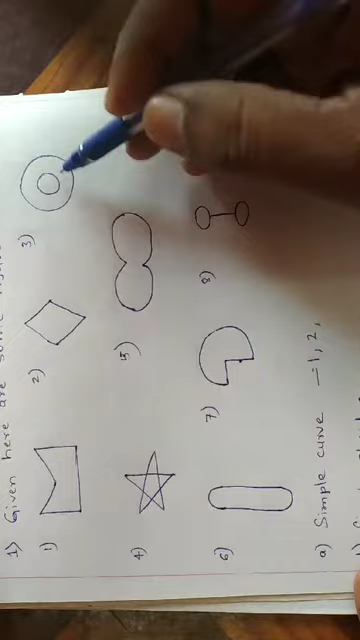 1) Given here are some
1) 2) 3)
4) 5)
6) 7) 8)
a) Simple curve – 1, 2,